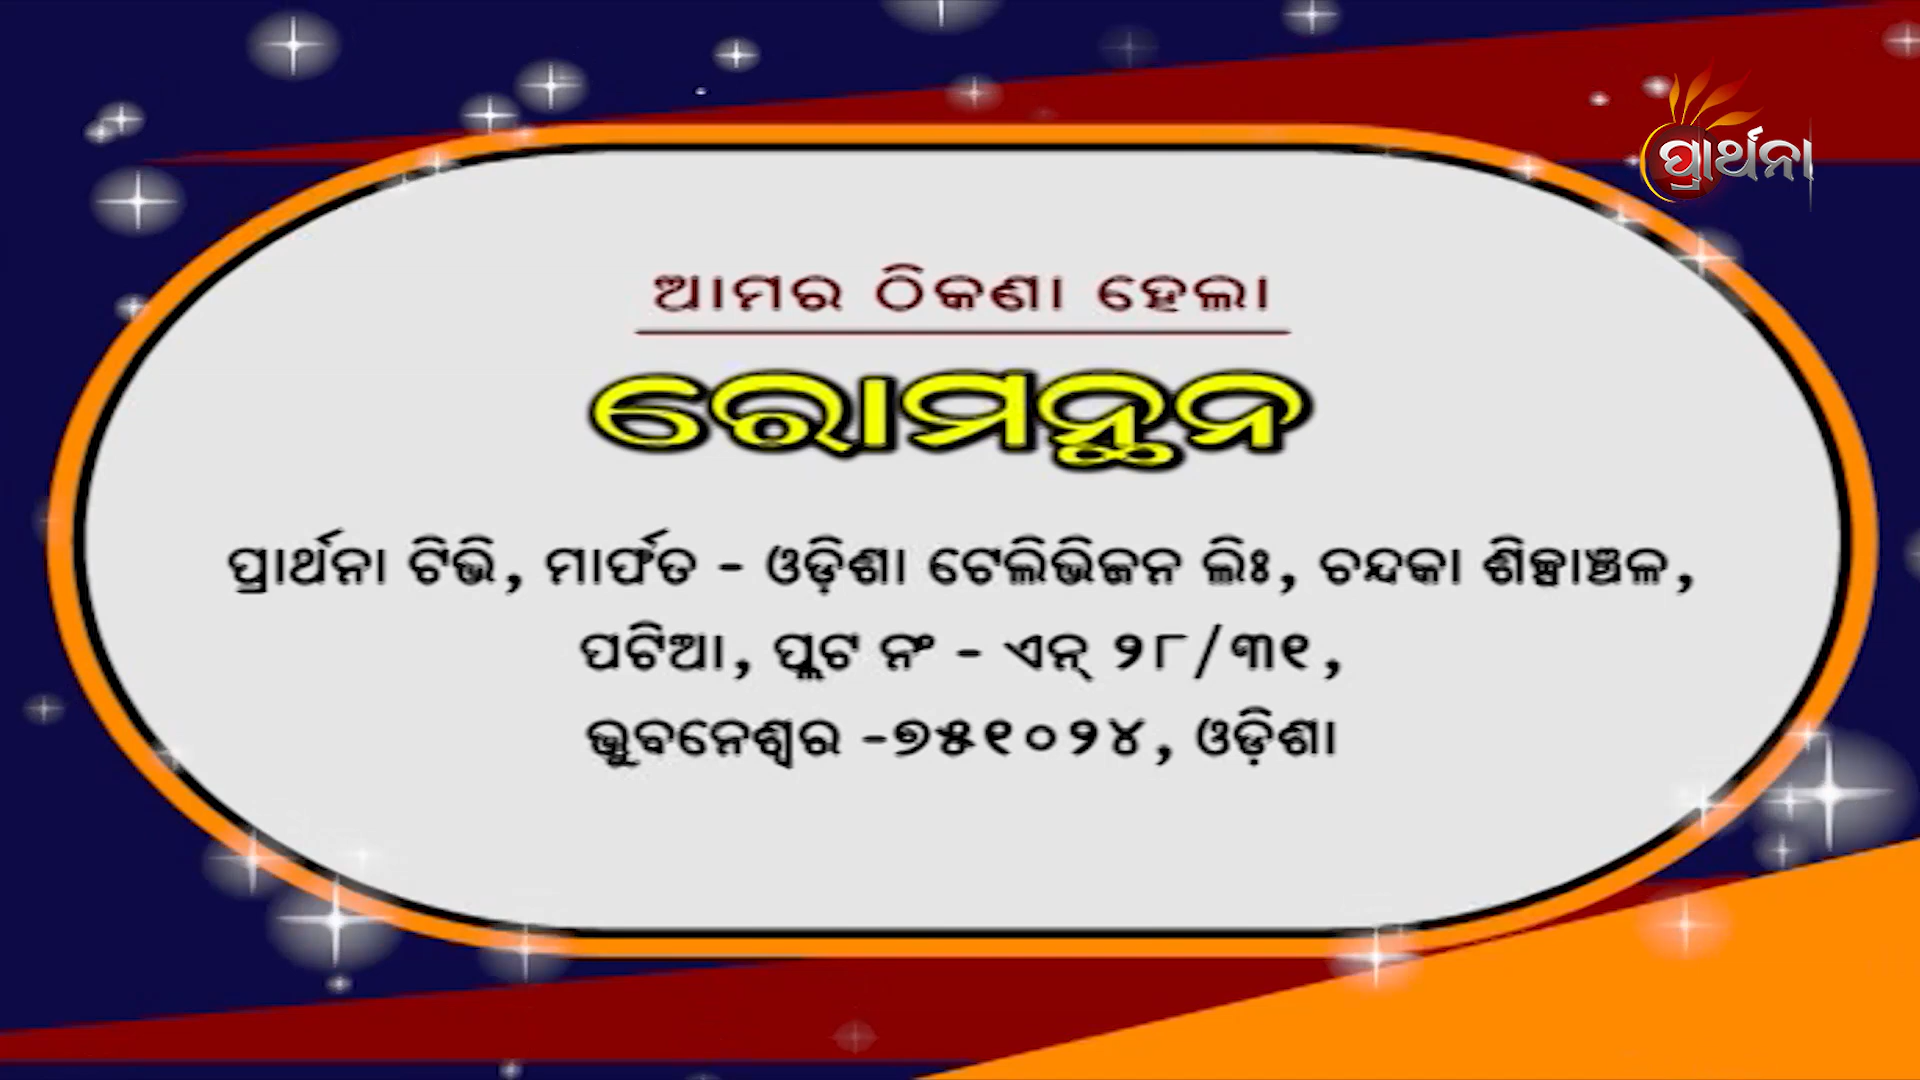 ପ୍ରାର୍ଥନା
ଆମର ଠିକଣା ହେଲା
ରୋମନ୍ଥନ
ପ୍ରାର୍ଥନା ଟିଭି, ମାର୍ଫତ - ଓଡ଼ିଶା ଟେଲିଭିଜନ ଲିଃ, ଚନ୍ଦକା ଶିଳ୍ପାଞ୍ଚଳ,
ପଟିଆ, ପ୍ଲଟ ନଂ - ଏନ୍ ୨୮/୩୧,
ଭୁବନେଶ୍ୱର -୭୫୧୦୨୪, ଓଡ଼ିଶା